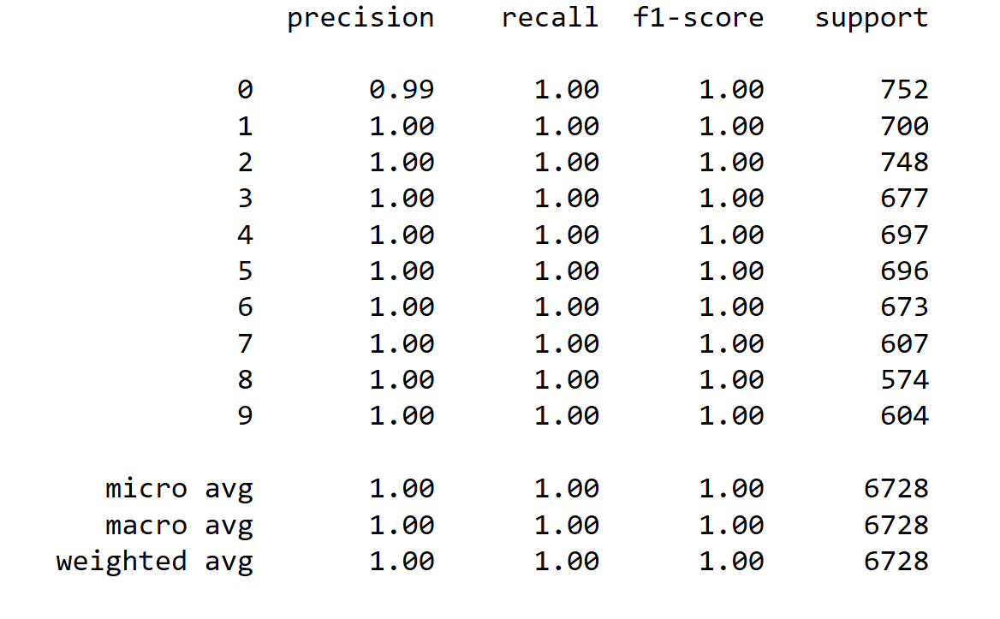 precision recall f1-score support
0 0.99 1.00 1.00 752
1 1.00 1.00 1.00 700
2 1.00 1.00 1.00 748
3 1.00 1.00 1.00 677
4 1.00 1.00 1.00 697
5 1.00 1.00 1.00 696
6 1.00 1.00 1.00 673
7 1.00 1.00 1.00 607
8 1.00 1.00 1.00 574
9 1.00 1.00 1.00 604
micro avg 1.00 1.00 1.00 6728
macro avg 1.00 1.00 1.00 6728
weighted avg 1.00 1.00 1.00 6728